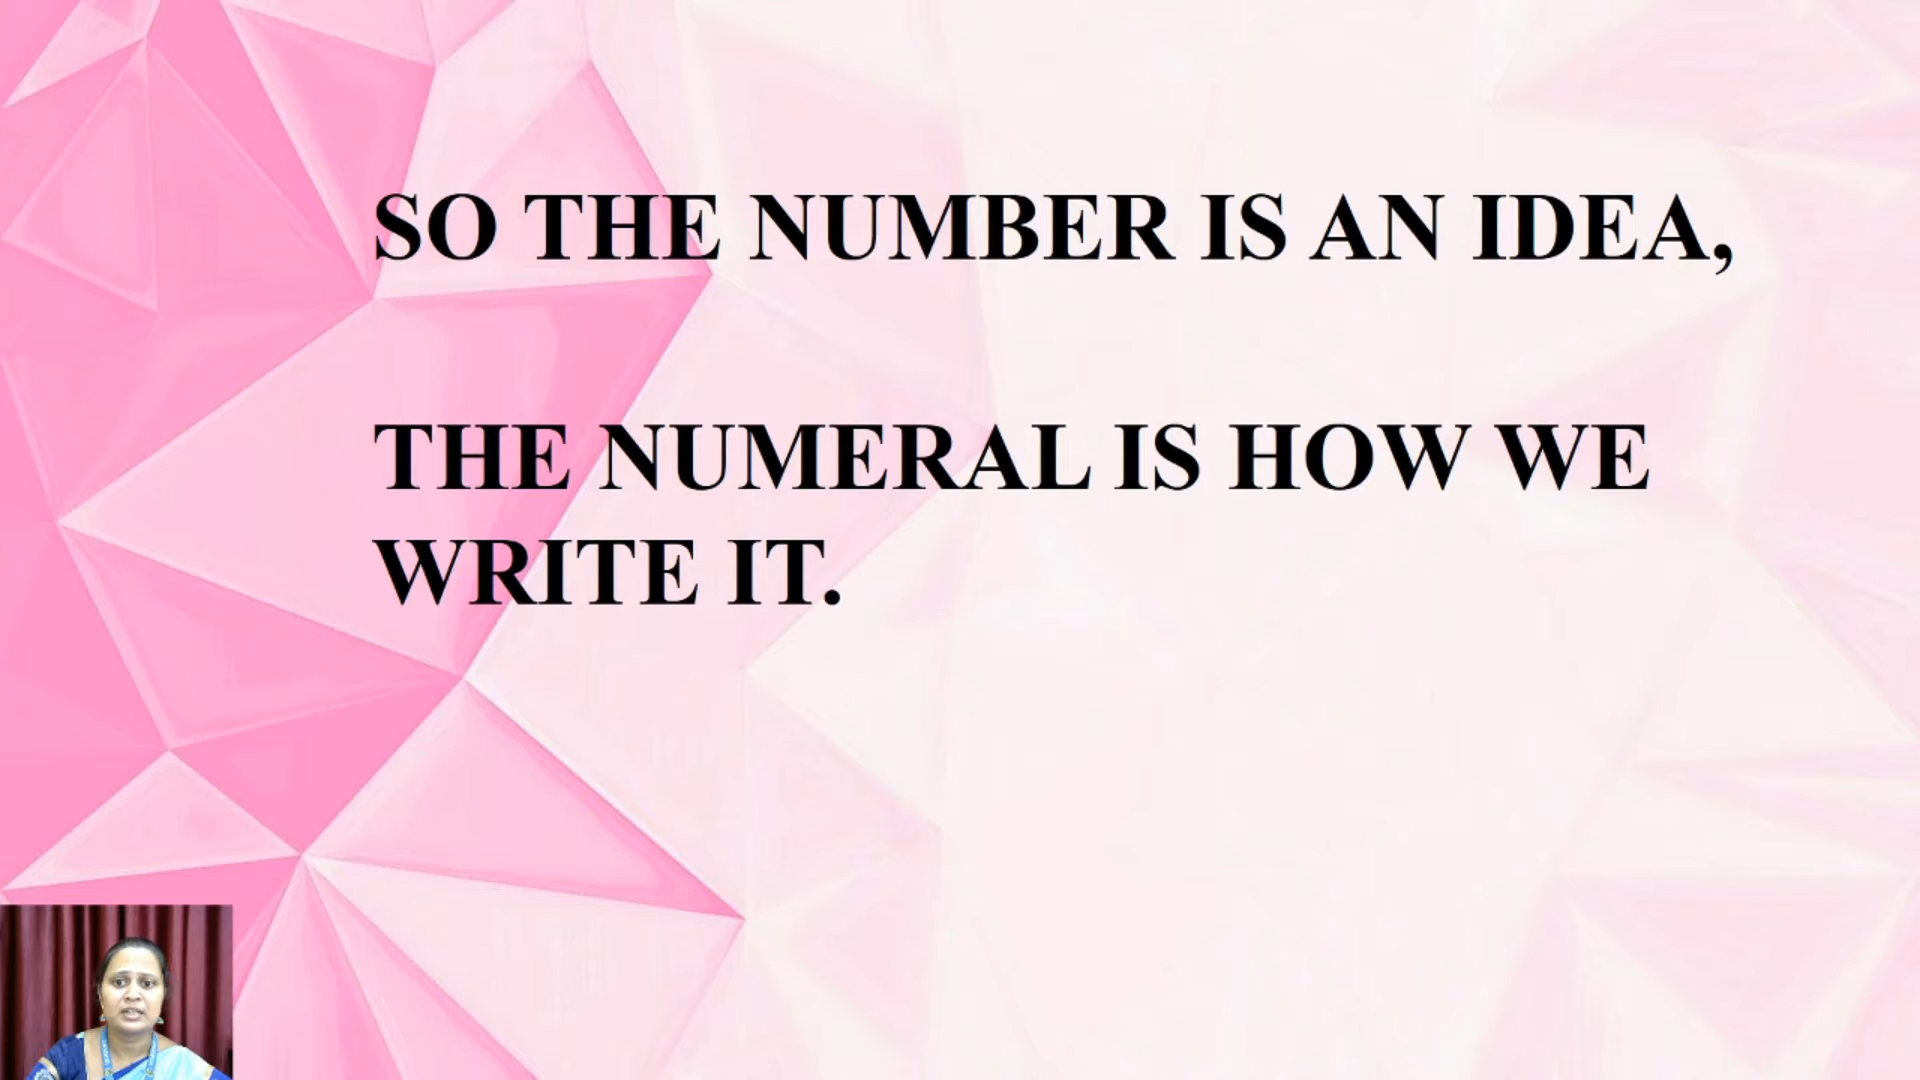 SO THE NUMBER IS AN IDEA,
THE NUMERAL IS HOW WE
WRITE IT.